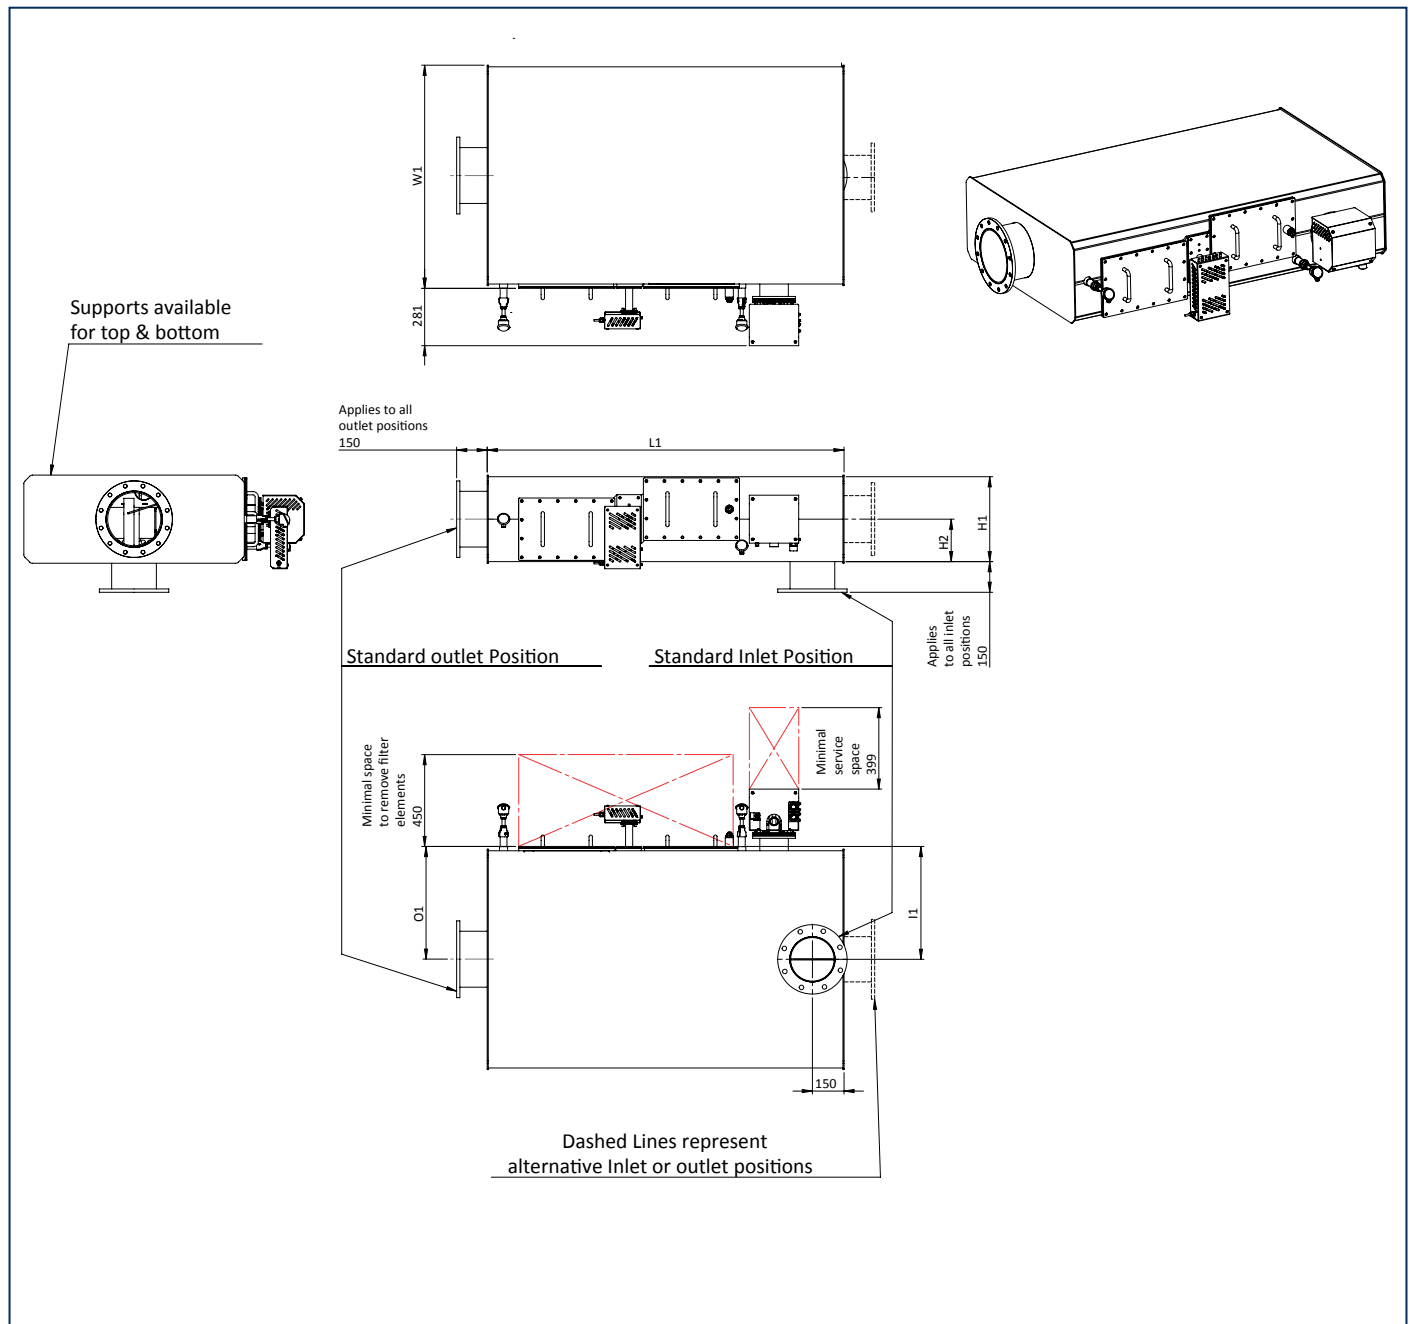 W1
281
Supports available
for top & bottom
Applies to all
outlet positions
150
L1
H1
H2
Applies
to all inlet
positions
150
Standard outlet Position
Standard Inlet Position
Minimal space
to remove filter
elements
450
Minimal
service
space
399
O1
I1
150
Dashed Lines represent
alternative Inlet or outlet positions